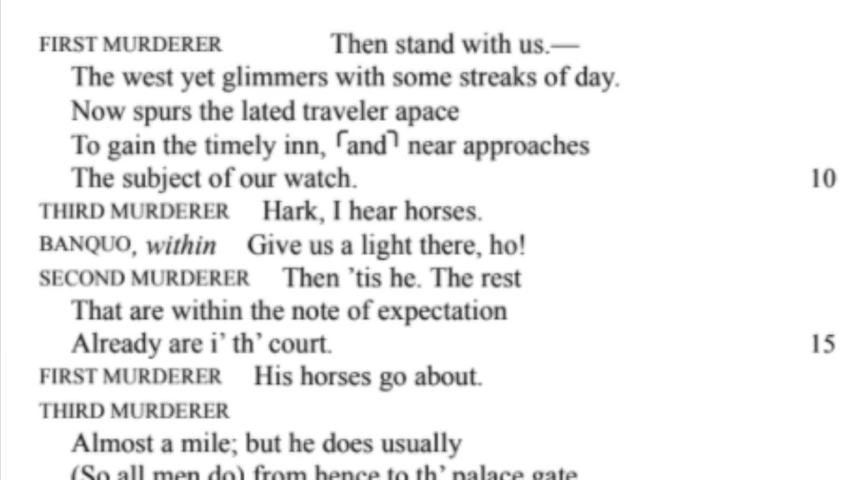 FIRST MURDERER Then stand with us.—
The west yet glimmers with some streaks of day.
Now spurs the lated traveler apace
To gain the timely inn, ⌜and⌝ near approaches
The subject of our watch. 10
THIRD MURDERER Hark, I hear horses.
BANQUO, within Give us a light there, ho!
SECOND MURDERER Then ’tis he. The rest
That are within the note of expectation
Already are i’ th’ court. 15
FIRST MURDERER His horses go about.
THIRD MURDERER
Almost a mile; but he does usually
(So all men do) from hence to th’ palace gate